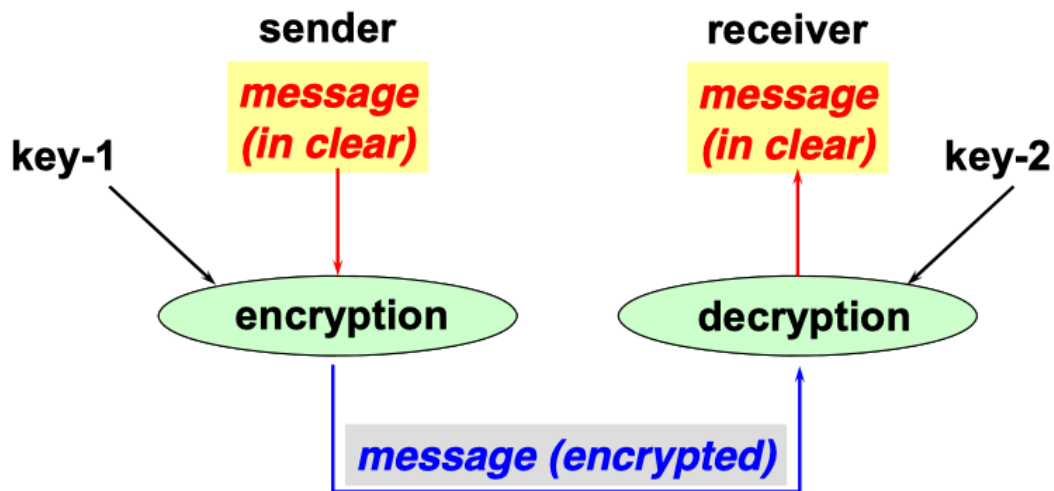 sender
message
(in clear)
key-1
encryption
receiver
message
(in clear)
key-2
decryption
message (encrypted)